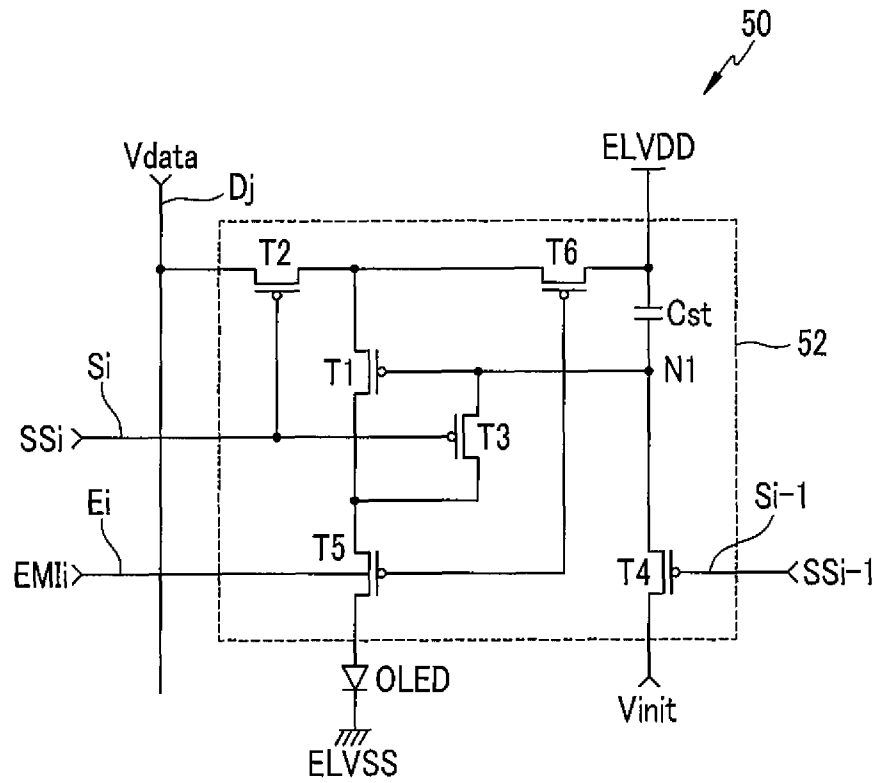 50
Vdata
ELVDD
Dj
T2
T6
Cst
52
Si
T1
N1
SSi
T3
Ei
Si-1
T5
EMIi
T4
SSi-1
OLED
Vinit
ELVSS